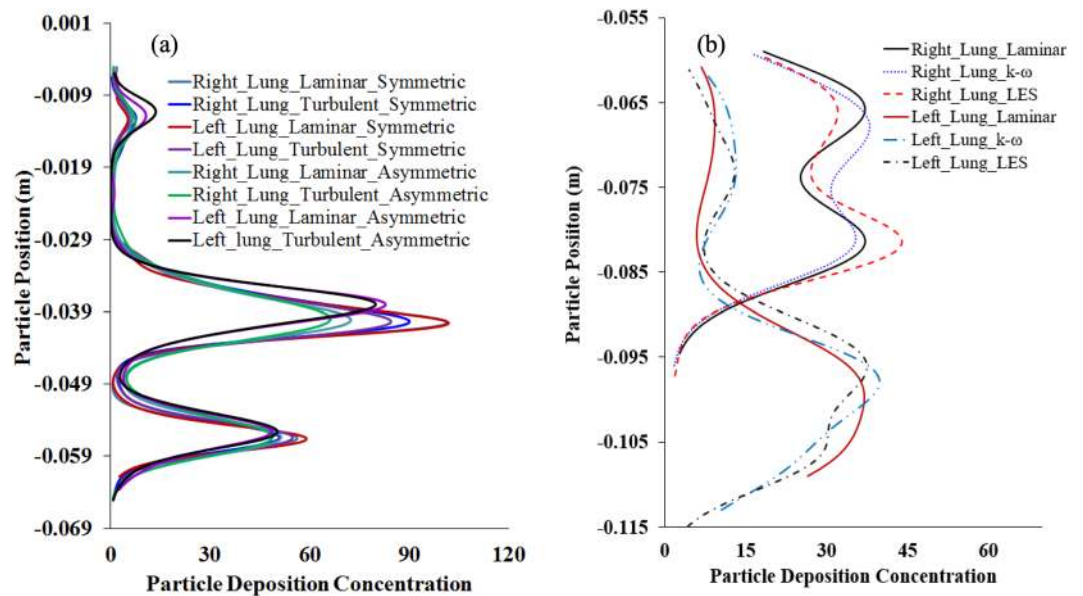 (a)
Right_Lung_Laminar_Symmetric
Right_Lung_Turbulent_Symmetric
Left_Lung_Laminar_Symmetric
Left_Lung_Turbulent_Symmetric
Right_Lung_Laminar_Asymmetric
Right_Lung_Turbulent_Asymmetric
Left_Lung_Laminar_Asymmetric
Left_lung_Turbulent_Asymmetric
Particle Position (m)
0.001
-0.009
-0.019
-0.029
-0.039
-0.049
-0.059
-0.069
0 30 60 90 120
Particle Deposition Concentration
(b)
Right_Lung_Laminar
Right_Lung_k-ω
Right_Lung_LES
Left_Lung_Laminar
Left_Lung_k-ω
Left_Lung_LES
Particle Position (m)
-0.055
-0.065
-0.075
-0.085
-0.095
-0.105
-0.115
0 15 30 45 60
Particle Deposition Concentration